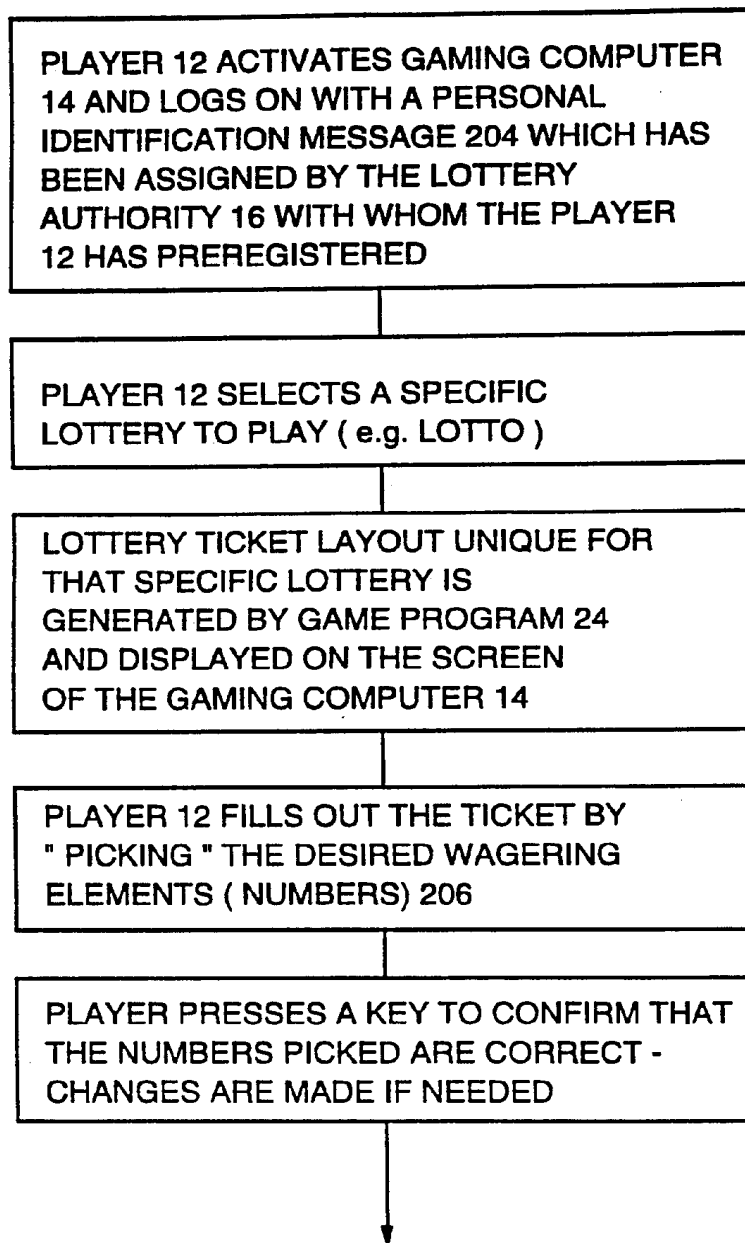 PLAYER 12 ACTIVATES GAMING COMPUTER
14 AND LOGS ON WITH A PERSONAL
IDENTIFICATION MESSAGE 204 WHICH HAS
BEEN ASSIGNED BY THE LOTTERY
AUTHORITY 16 WITH WHOM THE PLAYER
12 HAS PREREGISTERED
PLAYER 12 SELECTS A SPECIFIC
LOTTERY TO PLAY ( e.g. LOTTO )
LOTTERY TICKET LAYOUT UNIQUE FOR
THAT SPECIFIC LOTTERY IS
GENERATED BY GAME PROGRAM 24
AND DISPLAYED ON THE SCREEN
OF THE GAMING COMPUTER 14
PLAYER 12 FILLS OUT THE TICKET BY
" PICKING " THE DESIRED WAGERING
ELEMENTS ( NUMBERS) 206
PLAYER PRESSES A KEY TO CONFIRM THAT
THE NUMBERS PICKED ARE CORRECT -
CHANGES ARE MADE IF NEEDED